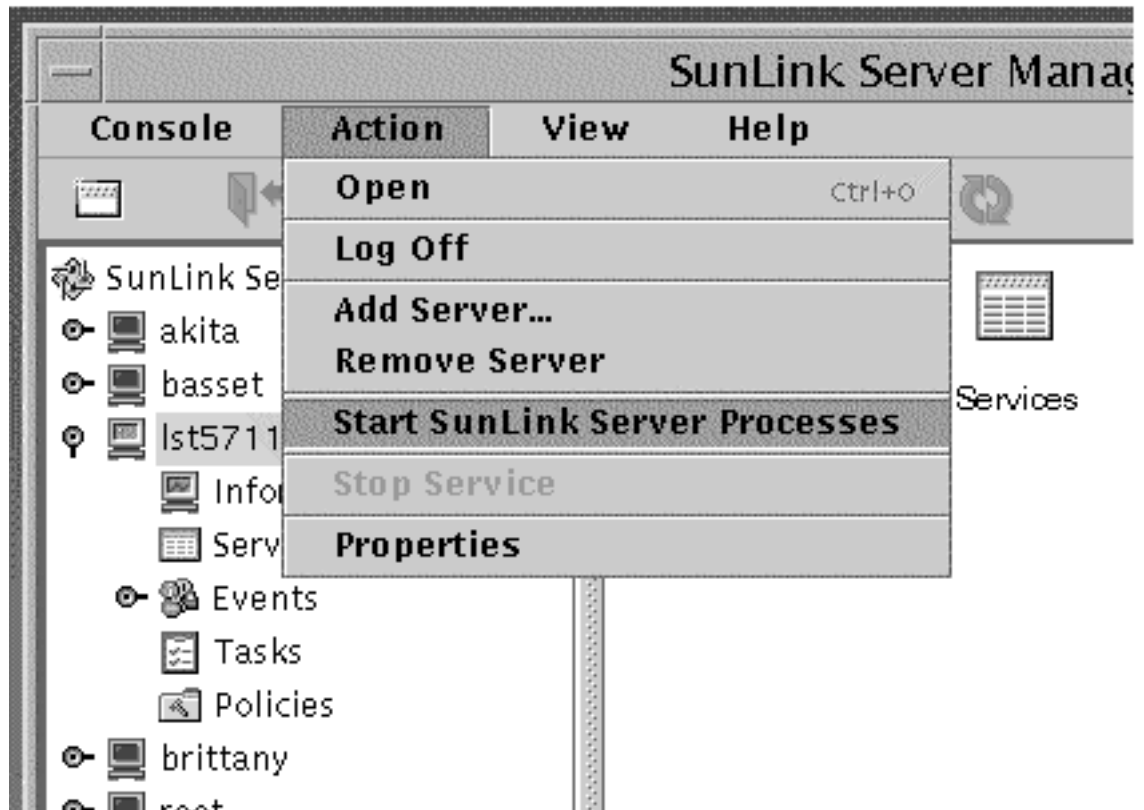 SunLink Server Manag
Console Action View Help
Open Ctrl+O
Log Off
Add Server...
Remove Server
Start SunLink Server Processes
Stop Service
Properties
SunLink Se
akita
basset
lst5711
Infor
Serv
Events
Tasks
Policies
brittany
root
Services